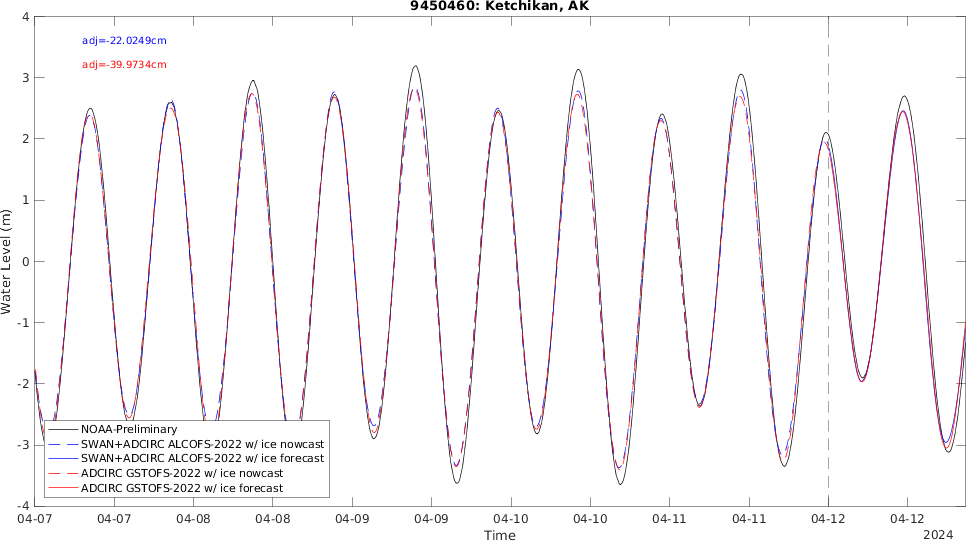 9450460: Ketchikan, AK
adj=-22.0249cm
adj=-39.9734cm
Water Level (m)
4
3
2
1
0
-1
-2
-3
-4
NOAA-Preliminary
SWAN+ADCIRC ALCOFS-2022 w/ ice nowcast
SWAN+ADCIRC ALCOFS-2022 w/ ice forecast
ADCIRC GSTOFS-2022 w/ ice nowcast
ADCIRC GSTOFS-2022 w/ ice forecast
04-07 04-07 04-08 04-08 04-09 04-09 04-10 04-10 04-11 04-11 04-12 04-12
Time
2024